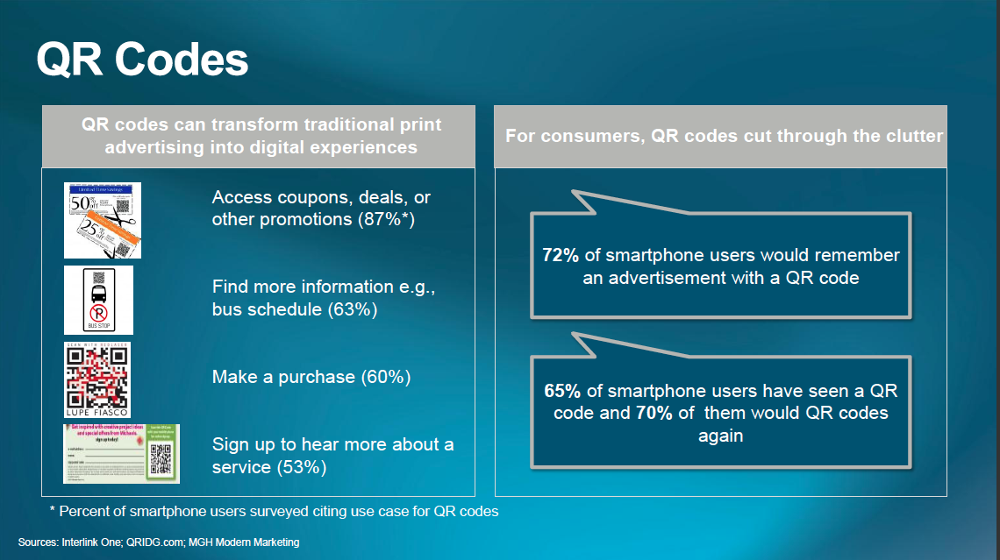 QR Codes
QR codes can transform traditional print
advertising into digital experiences
Limited Time Savings
50% off
25% off
Access coupons, deals, or
other promotions (87%*)
BUS STOP
Find more information e.g.,
bus schedule (63%)
SCAN WITH
LUPE FIASCO
Make a purchase (60%)
Get inspired with creative project ideas
and special offers from Michaels.
sign up today!
Sign up to hear more about a
service (53%)
* Percent of smartphone users surveyed citing use case for QR codes
For consumers, QR codes cut through the clutter
72% of smartphone users would remember
an advertisement with a QR code
65% of smartphone users have seen a QR
code and 70% of them would QR codes
again
Sources: Interlink One; QRIDG.com; MGH Modern Marketing